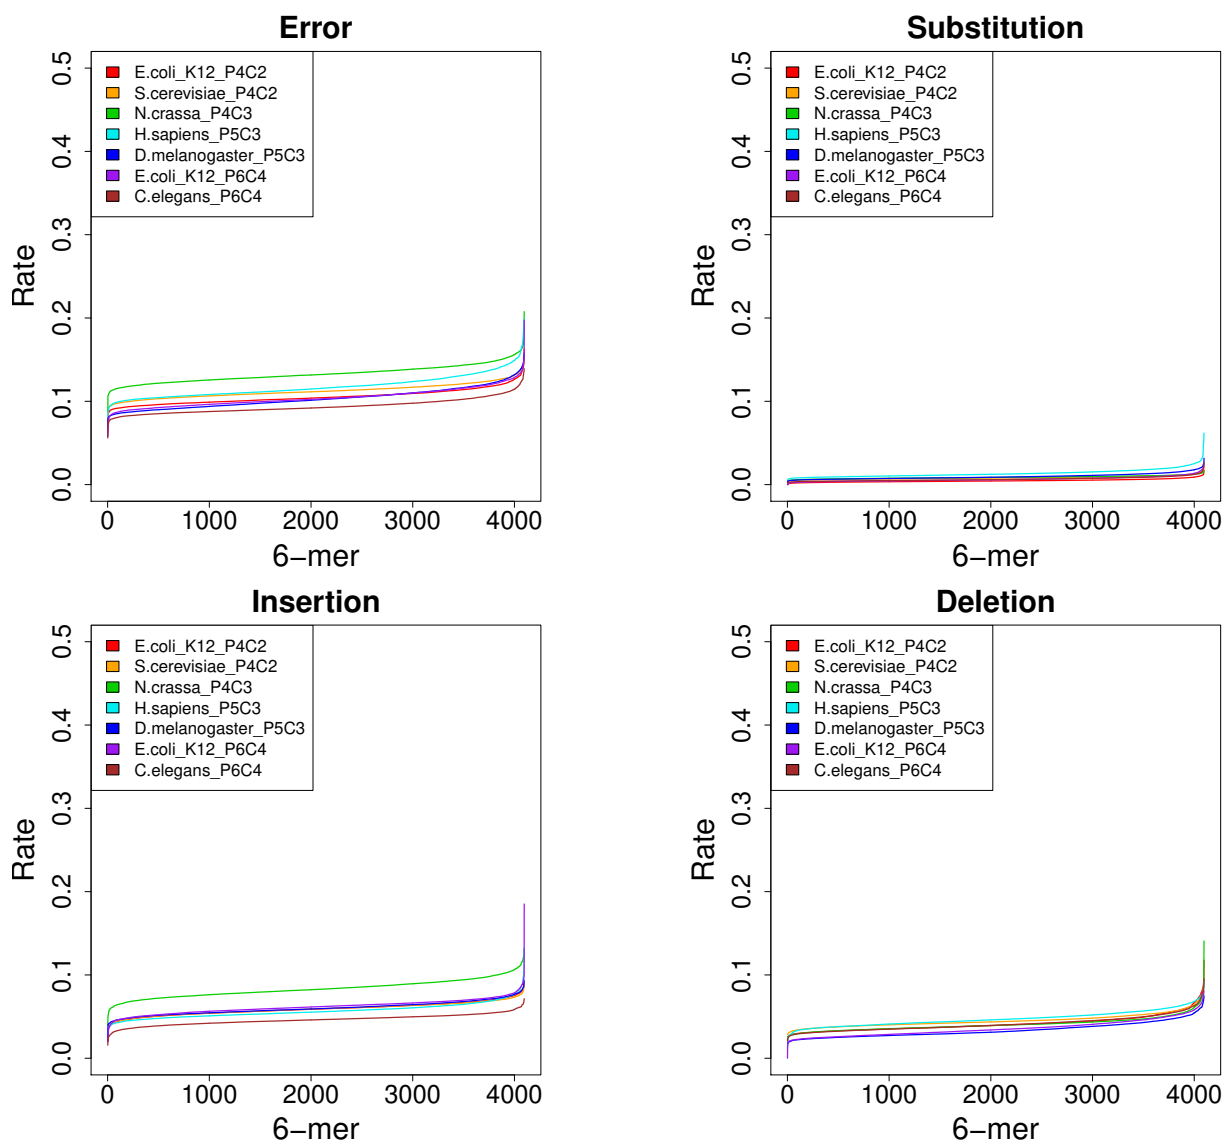 Error
E.coli_K12_P4C2
S.cerevisiae_P4C2
N.crassa_P4C3
H.sapiens_P5C3
D.melanogaster_P5C3
E.coli_K12_P6C4
C.elegans_P6C4
Rate
0.5
0.4
0.3
0.2
0.1
0.0
0 1000 2000 3000 4000
6−mer
Substitution
E.coli_K12_P4C2
S.cerevisiae_P4C2
N.crassa_P4C3
H.sapiens_P5C3
D.melanogaster_P5C3
E.coli_K12_P6C4
C.elegans_P6C4
Rate
0.5
0.4
0.3
0.2
0.1
0.0
0 1000 2000 3000 4000
6−mer
Insertion
E.coli_K12_P4C2
S.cerevisiae_P4C2
N.crassa_P4C3
H.sapiens_P5C3
D.melanogaster_P5C3
E.coli_K12_P6C4
C.elegans_P6C4
Rate
0.5
0.4
0.3
0.2
0.1
0.0
0 1000 2000 3000 4000
6−mer
Deletion
E.coli_K12_P4C2
S.cerevisiae_P4C2
N.crassa_P4C3
H.sapiens_P5C3
D.melanogaster_P5C3
E.coli_K12_P6C4
C.elegans_P6C4
Rate
0.5
0.4
0.3
0.2
0.1
0.0
0 1000 2000 3000 4000
6−mer